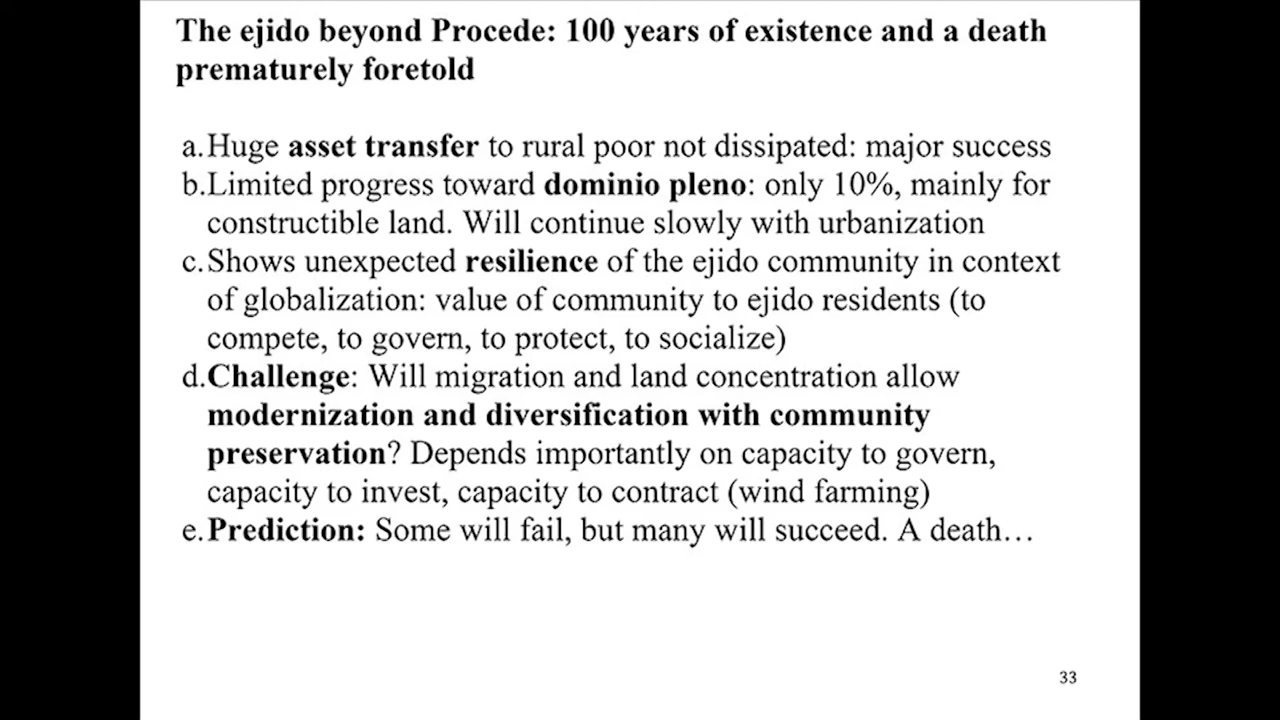 The ejido beyond Procede: 100 years of existence and a death
prematurely foretold
a. Huge asset transfer to rural poor not dissipated: major success
b. Limited progress toward dominio pleno: only 10%, mainly for
constructible land. Will continue slowly with urbanization
c. Shows unexpected resilience of the ejido community in context
of globalization: value of community to ejido residents (to
compete, to govern, to protect, to socialize)
d. Challenge: Will migration and land concentration allow
modernization and diversification with community
preservation? Depends importantly on capacity to govern,
capacity to invest, capacity to contract (wind farming)
e. Prediction: Some will fail, but many will succeed. A death…
33